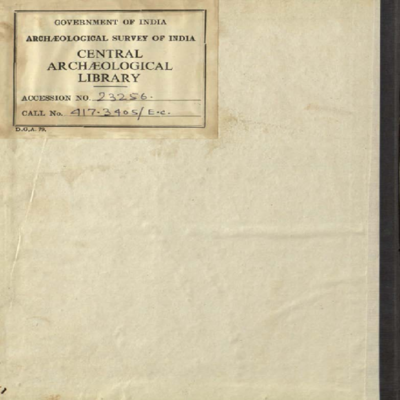 GOVERNMENT OF INDIA
ARCHÆOLOGICAL SURVEY OF INDIA
CENTRAL
ARCHÆOLOGICAL
LIBRARY
ACCESSION NO. 23256.
CALL No. 417.3405/E.C.
D.G.A. 79.